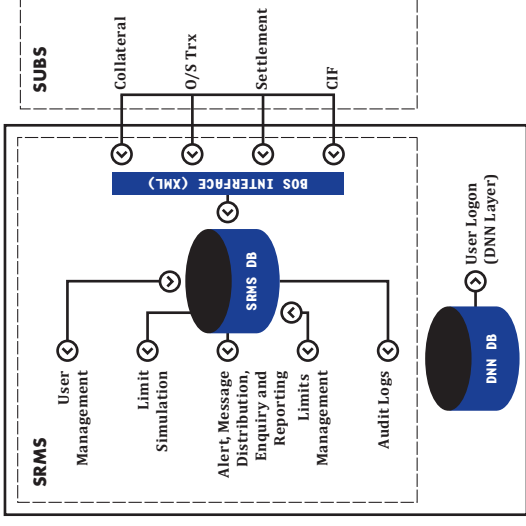 SRMS
User
Management
Limit
Simulation
Alert, Message
Distribution,
Enquiry and
Reporting
Limits
Management
Audit Logs
SRMS DB
BOS INTERFACE (XML)
SUBS
Collateral
O/S Trx
Settlement
CIF
DNN DB
User Logon
(DNN Layer)